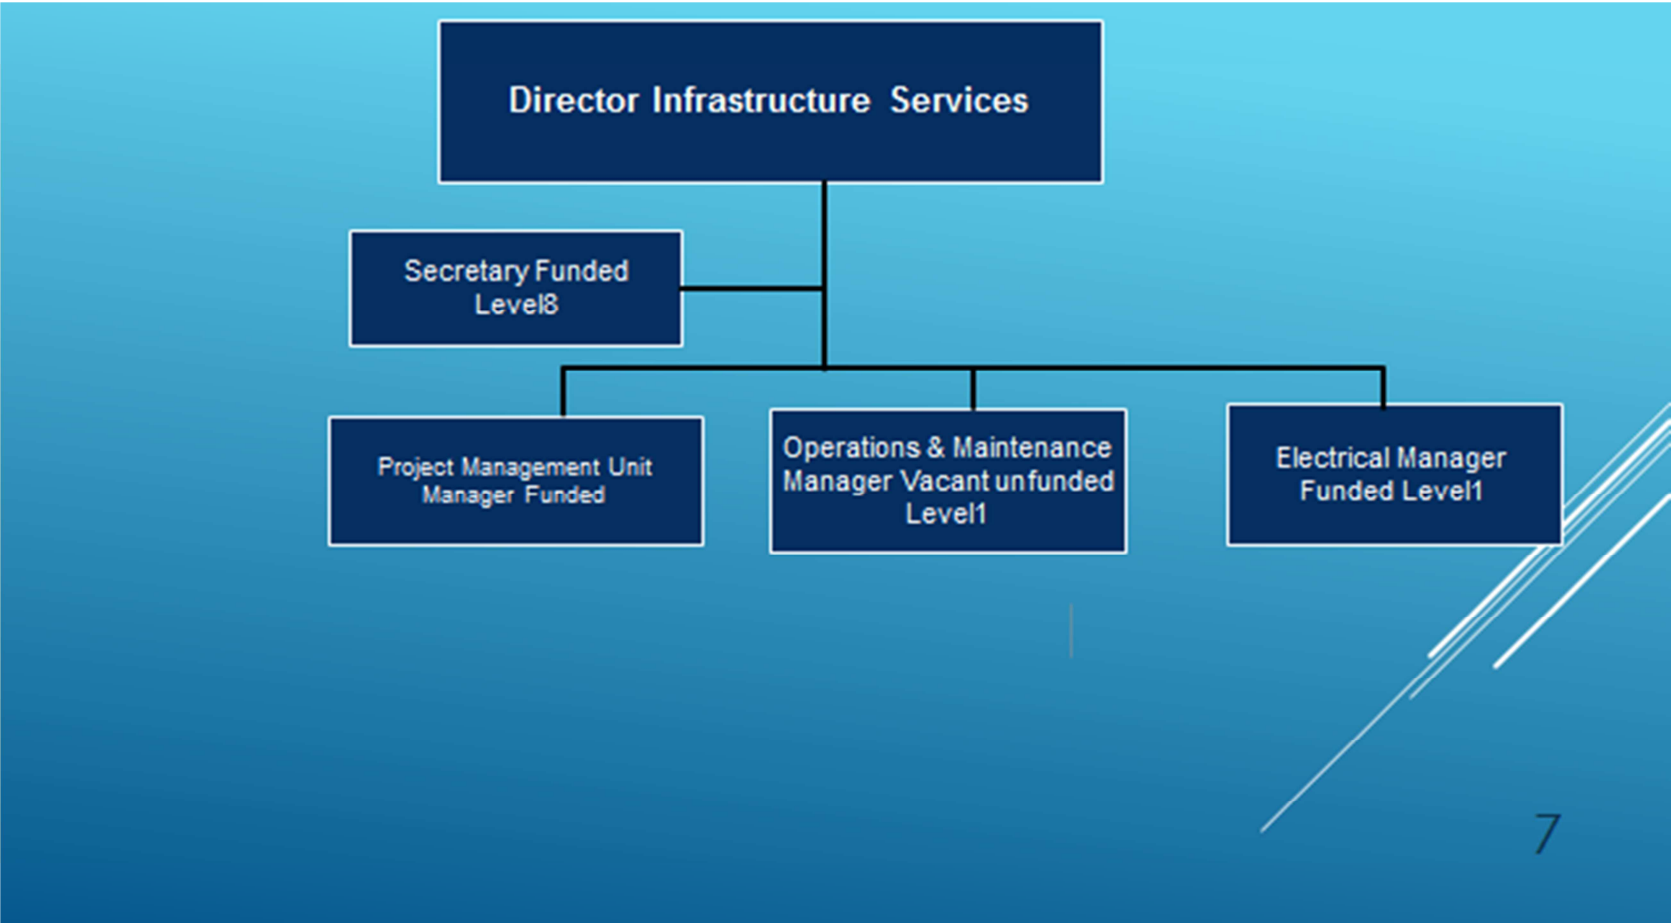 Director Infrastructure Services
Secretary Funded
Level8
Project Management Unit
Manager Funded
Operations & Maintenance
Manager Vacant unfunded
Level1
Electrical Manager
Funded Level1
7